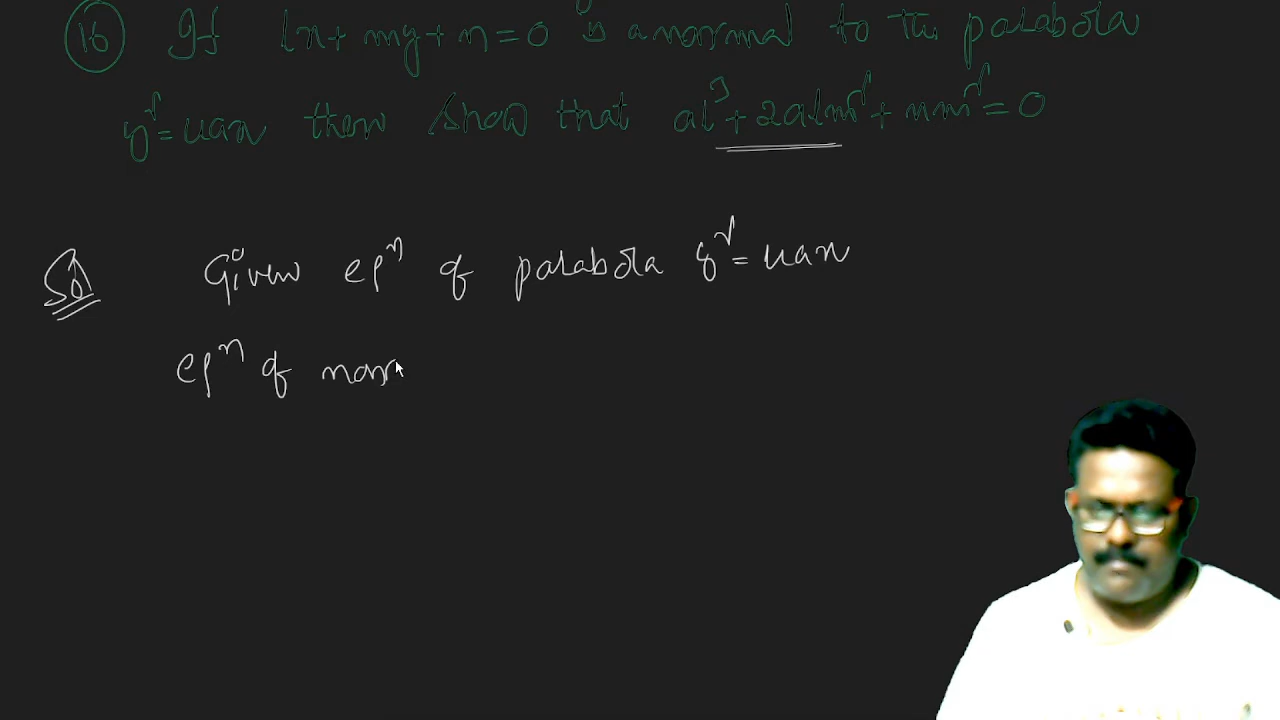 16 If lx + my + n = 0 is a normal to the parabola
y² = 4ax then show that al³ + 2alm² + nm² = 0
Sol Given eqⁿ of parabola y² = 4ax
eqⁿ of nor